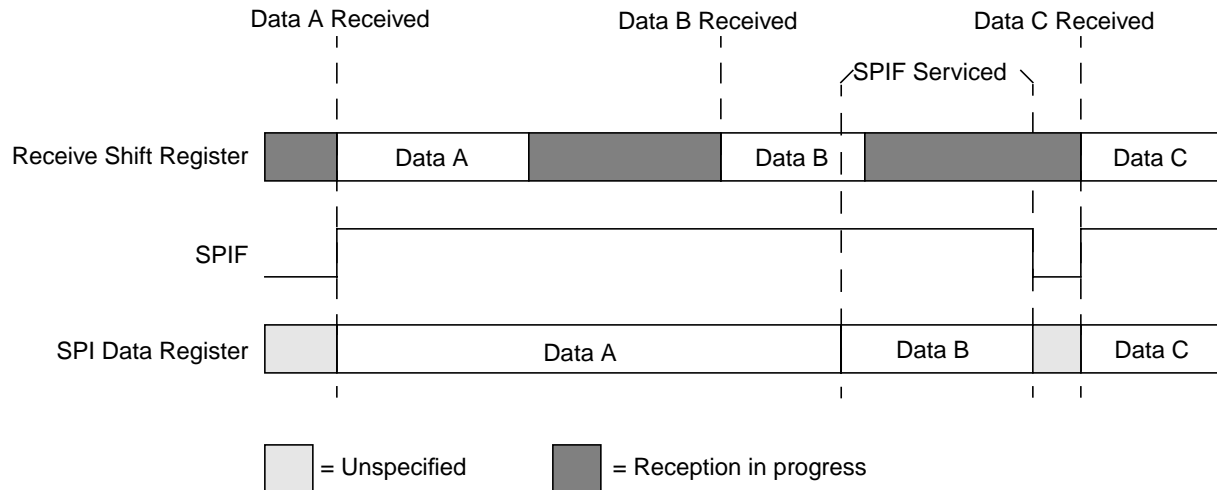 Data A Received
Data B Received
Data C Received
SPIF Serviced
Receive Shift Register
Data A
Data B
Data C
SPIF
SPI Data Register
Data A
Data B
Data C
= Unspecified
= Reception in progress